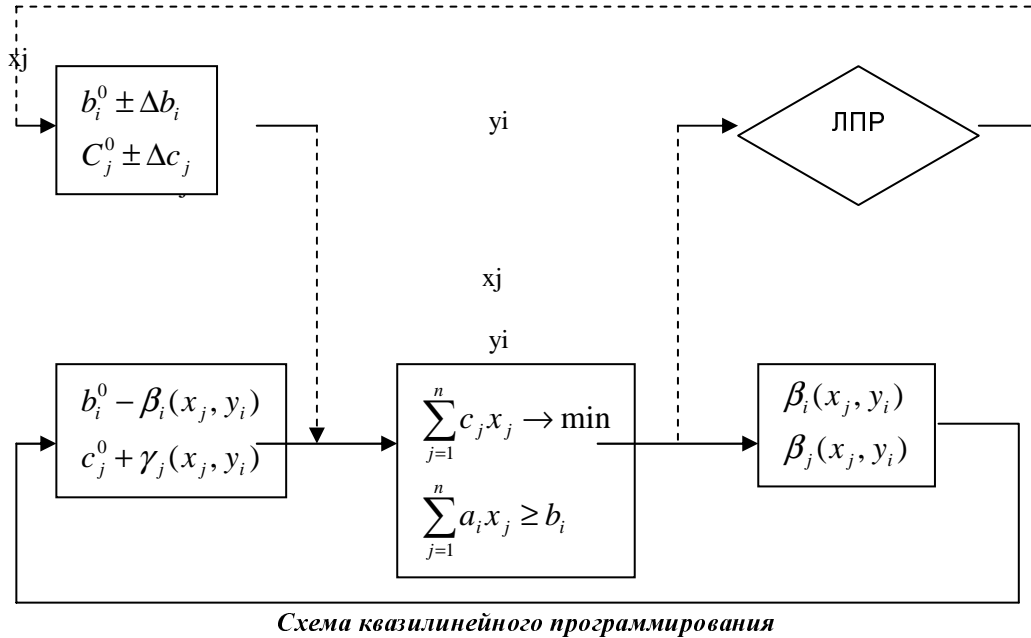 xj
b_i^0 ± Δb_i
C_j^0 ± Δc_j
yi
ЛПР
xj
yi
b_i^0 − β_i(x_j, y_i)
c_j^0 + γ_j(x_j, y_i)
∑_{j=1}^{n} c_j x_j → min
∑_{j=1}^{n} a_i x_j ≥ b_i
β_i(x_j, y_i)
β_j(x_j, y_i)
Схема квазилинейного программирования